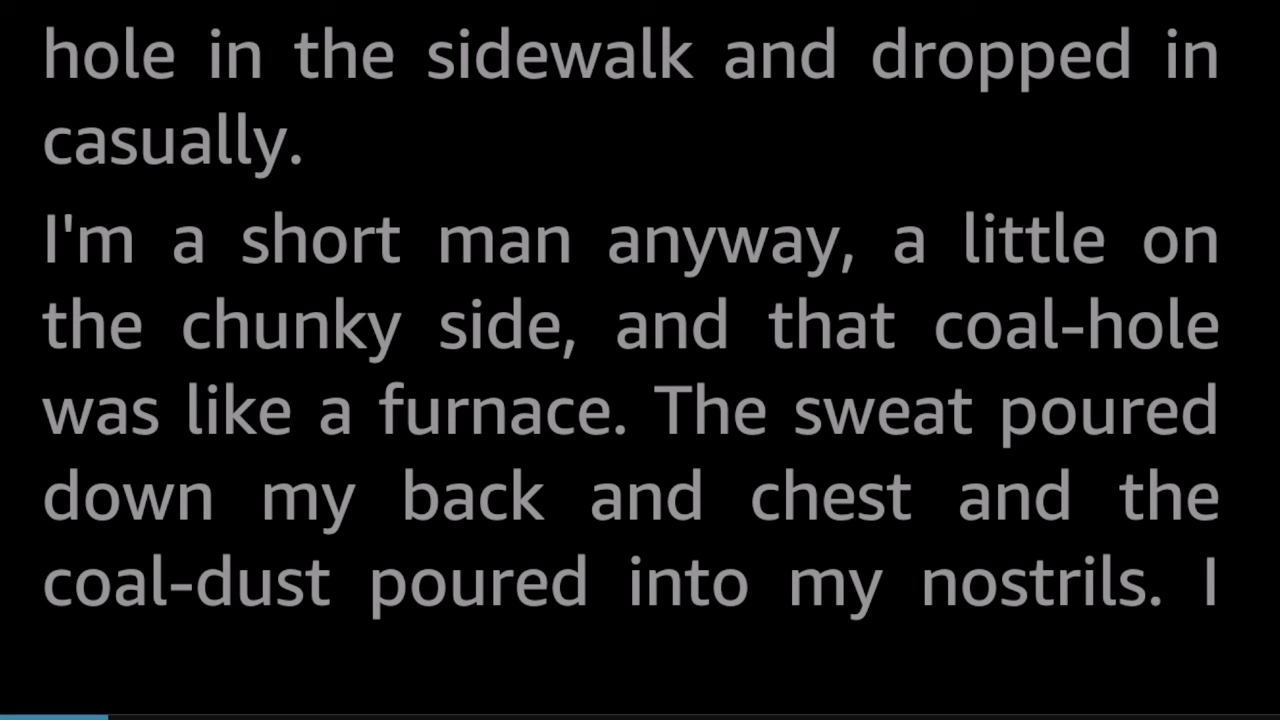 hole in the sidewalk and dropped in
casually.
I'm a short man anyway, a little on
the chunky side, and that coal-hole
was like a furnace. The sweat poured
down my back and chest and the
coal-dust poured into my nostrils. I